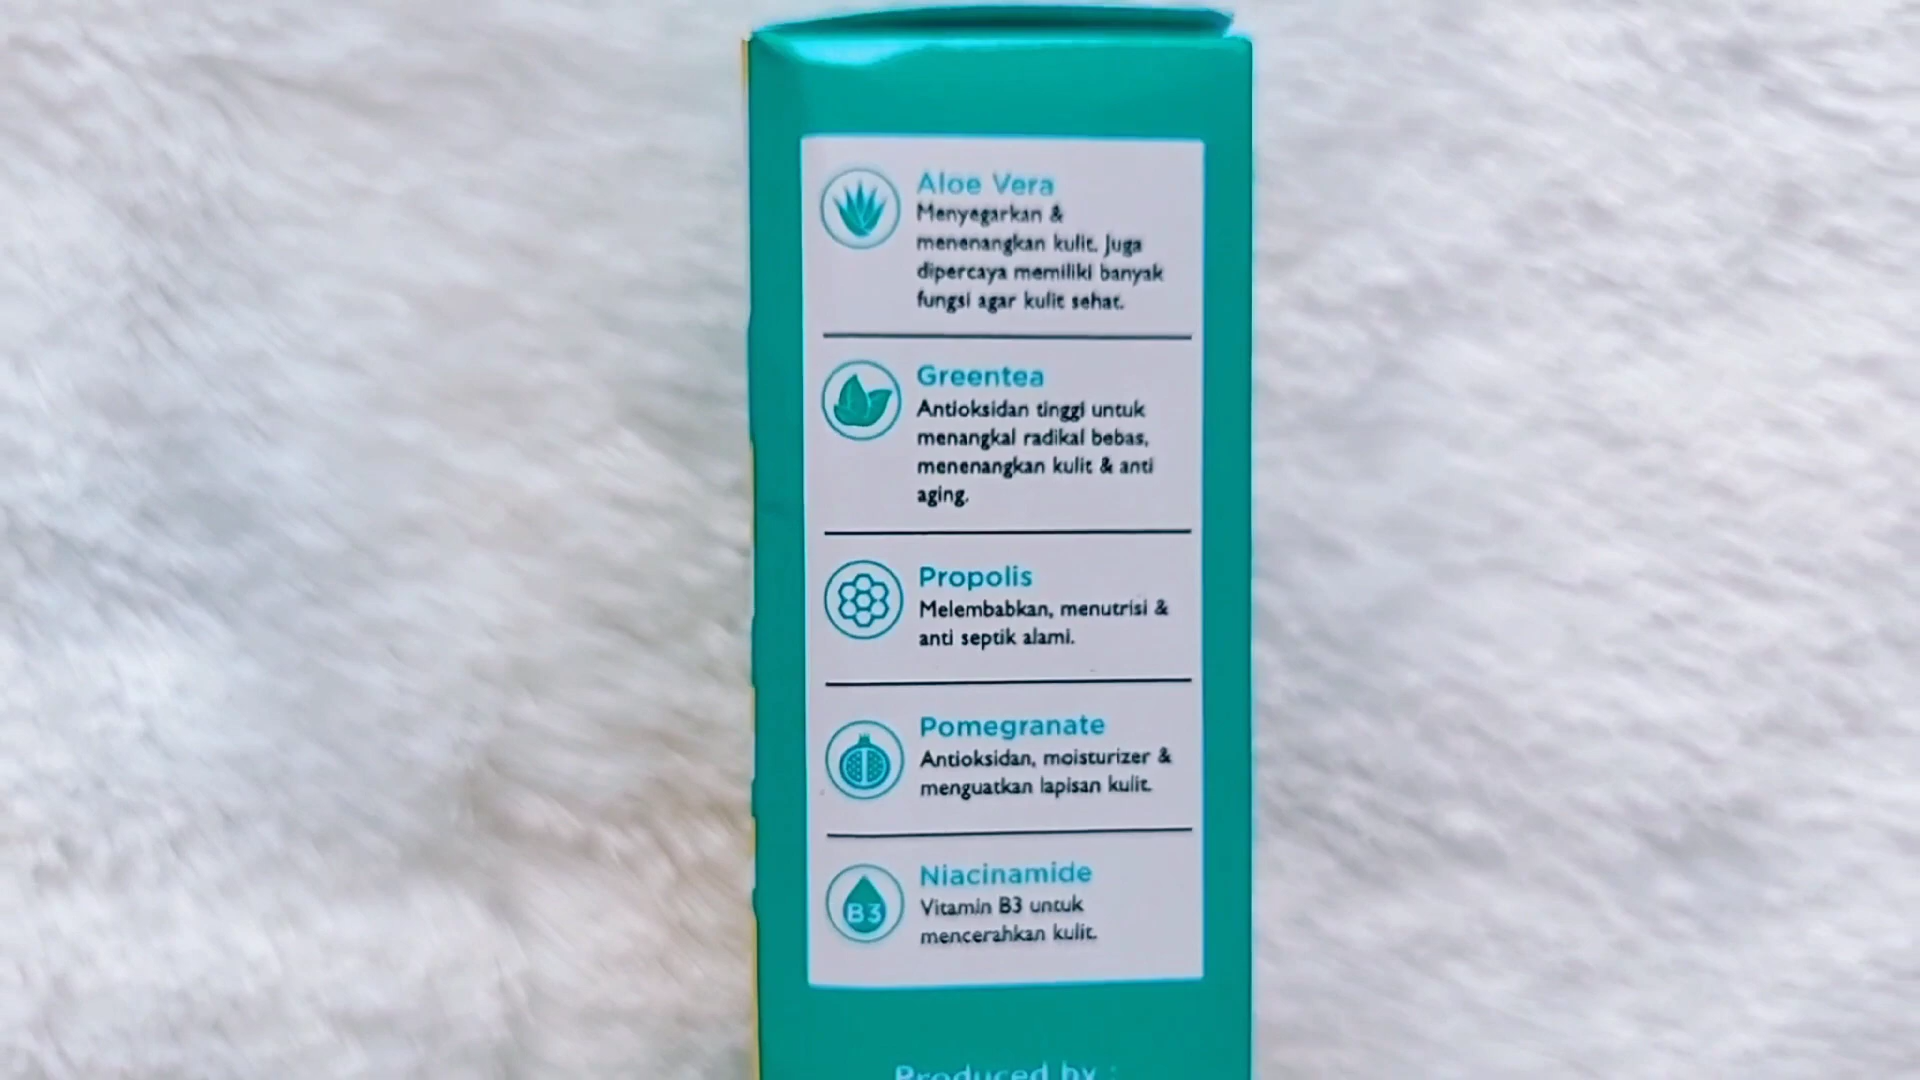 Aloe Vera
Menyegarkan &
menenangkan kulit. Juga
dipercaya memiliki banyak
fungsi agar kulit sehat.
Greentea
Antioksidan tinggi untuk
menangkal radikal bebas,
menenangkan kulit & anti
aging.
Propolis
Melembabkan, menutrisi &
anti septik alami.
Pomegranate
Antioksidan, moisturizer &
menguatkan lapisan kulit.
B3
Niacinamide
Vitamin B3 untuk
mencerahkan kulit.
Produced by :